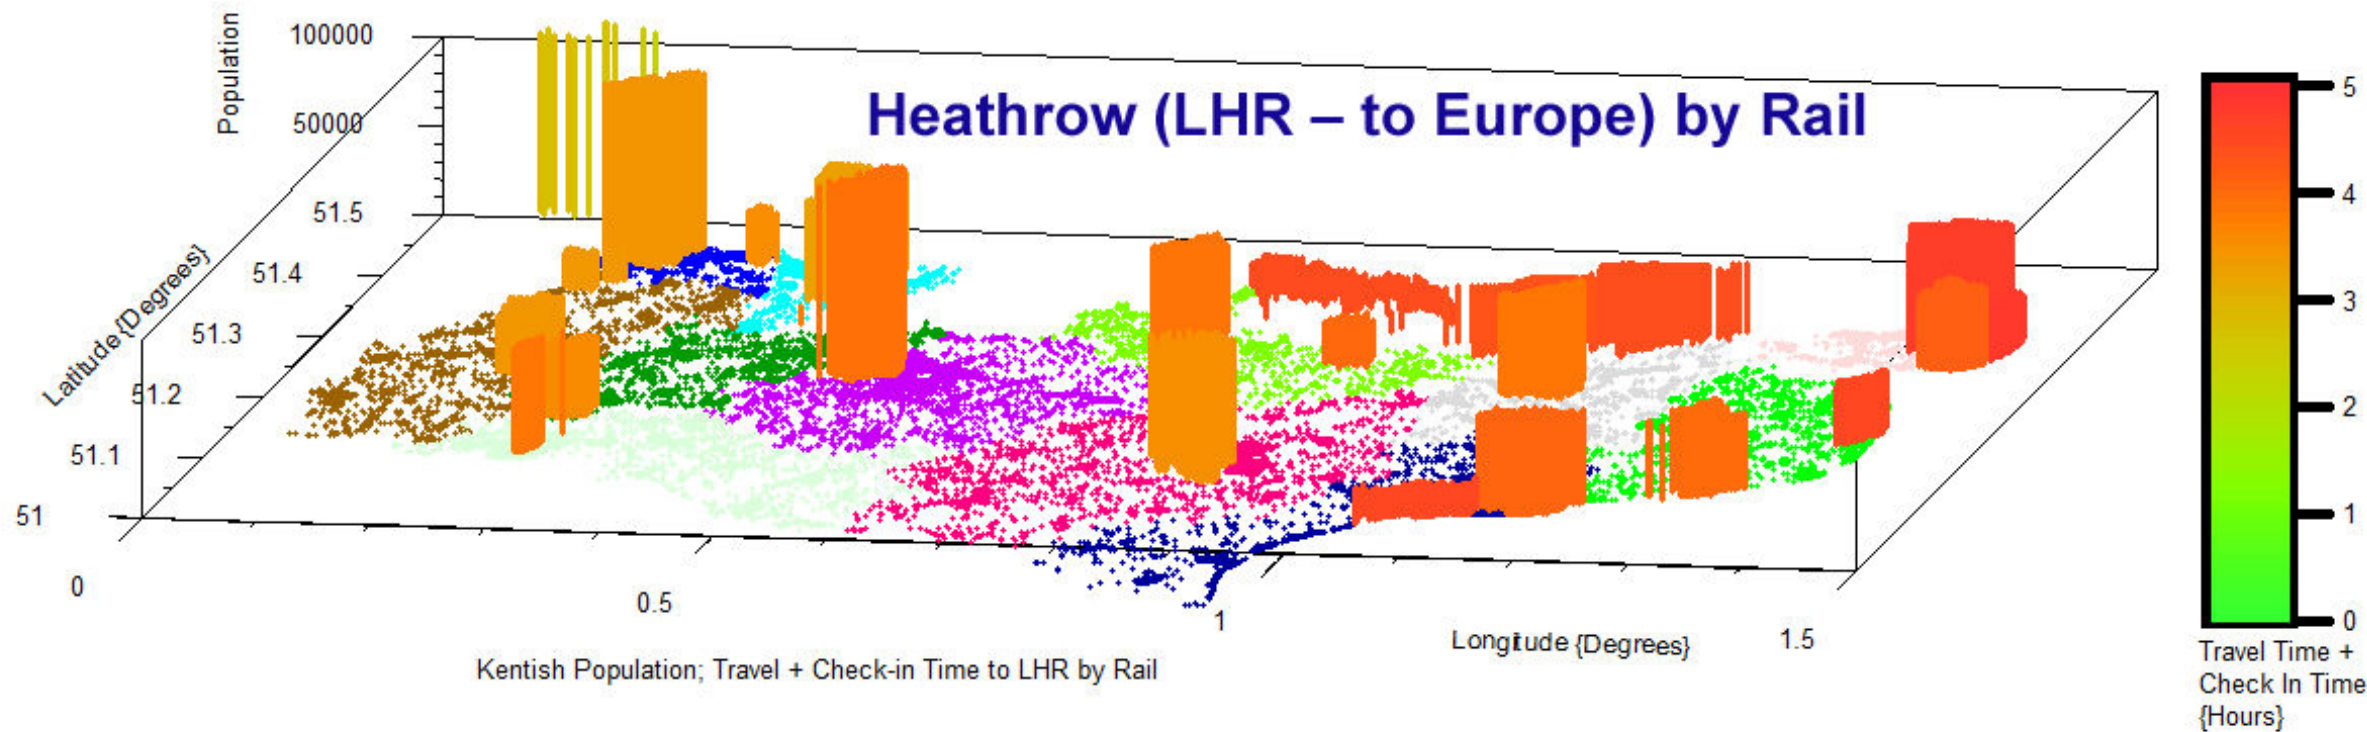 Heathrow (LHR – to Europe) by Rail
Population
100000
50000
51.5
51.4
51.3
51.2
51.1
51
Latitude {Degrees}
0
0.5
1
1.5
Longitude {Degrees}
Kentish Population; Travel + Check-in Time to LHR by Rail
5
4
3
2
1
0
Travel Time +
Check In Time
{Hours}